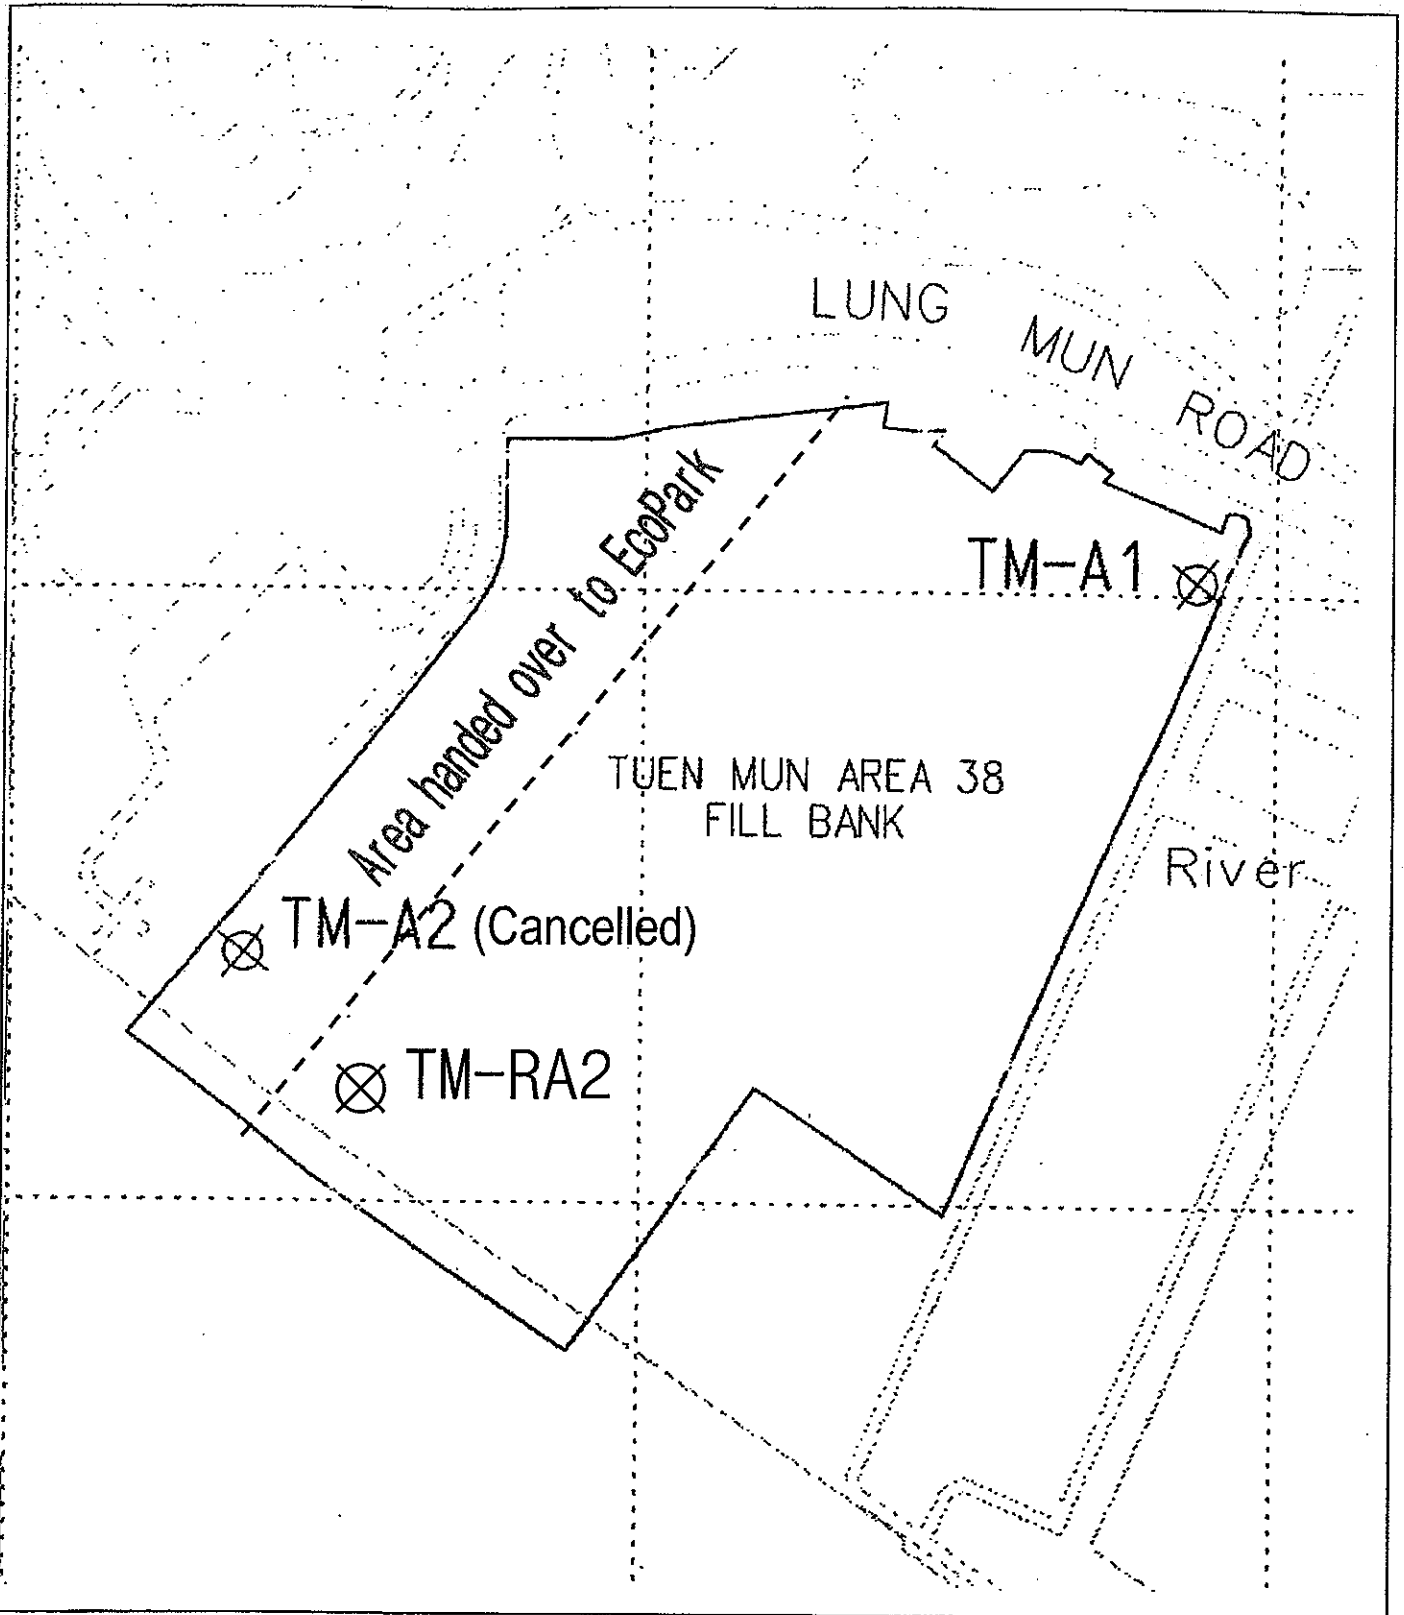 LUNG MUN ROAD
Area handed over to EcoPark
TM-A1
TUEN MUN AREA 38
FILL BANK
River
TM-A2 (Cancelled)
TM-RA2